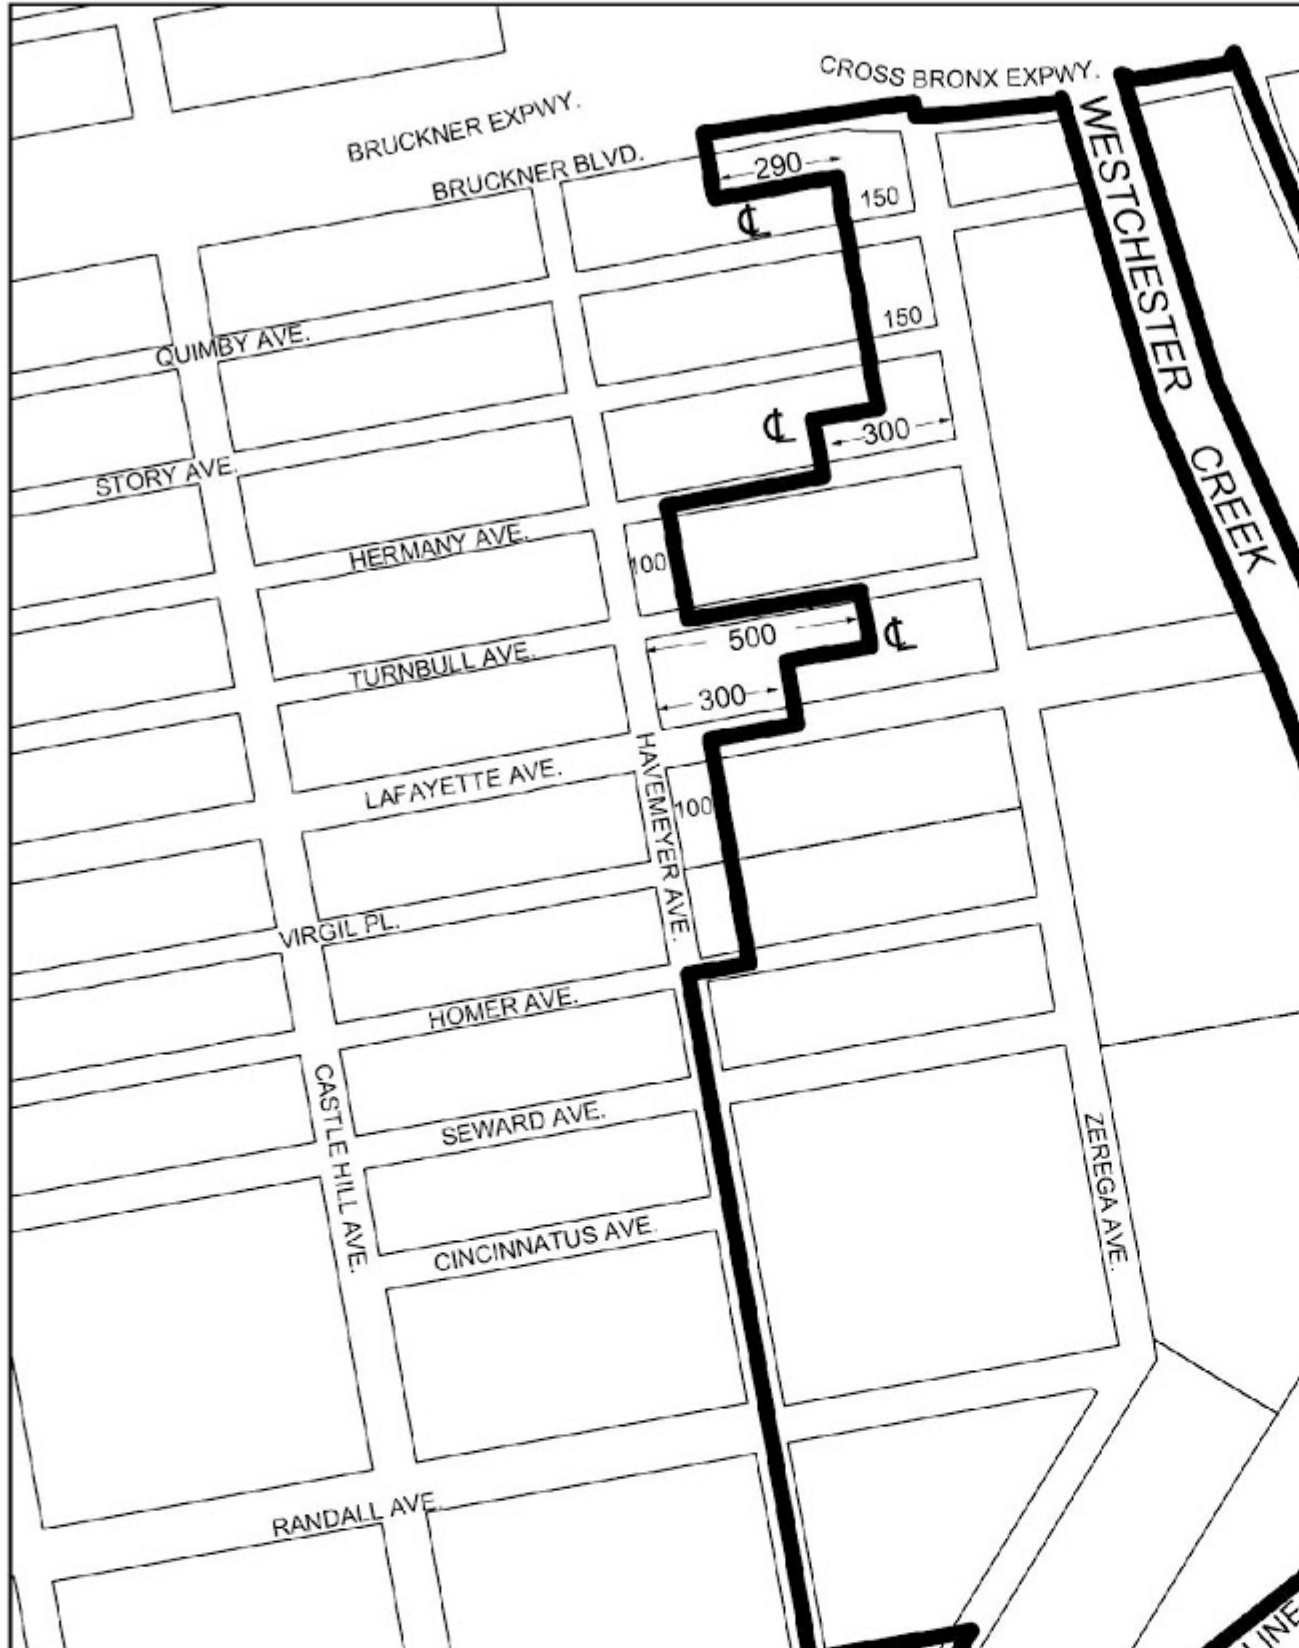 CROSS BRONX EXPWY.
BRUCKNER EXPWY.
BRUCKNER BLVD.
290
150
℄
WESTCHESTER CREEK
150
QUIMBY AVE.
℄
300
STORY AVE.
HERMANY AVE.
100
500
℄
TURNBULL AVE.
300
HAVEMEYER AVE.
LAFAYETTE AVE.
100
VIRGIL PL.
HOMER AVE.
CASTLE HILL AVE.
SEWARD AVE.
ZEREGA AVE.
CINCINNATUS AVE.
RANDALL AVE.
INE